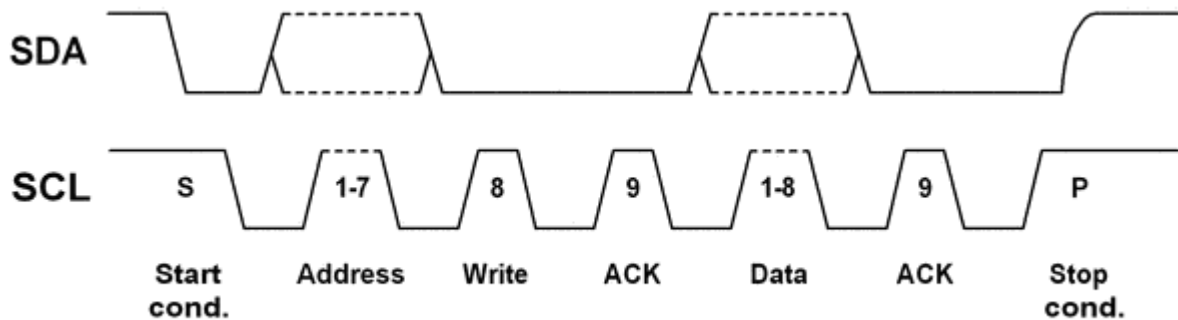 SDA
SCL
S 1-7 8 9 1-8 9 P
Start cond. Address Write ACK Data ACK Stop cond.